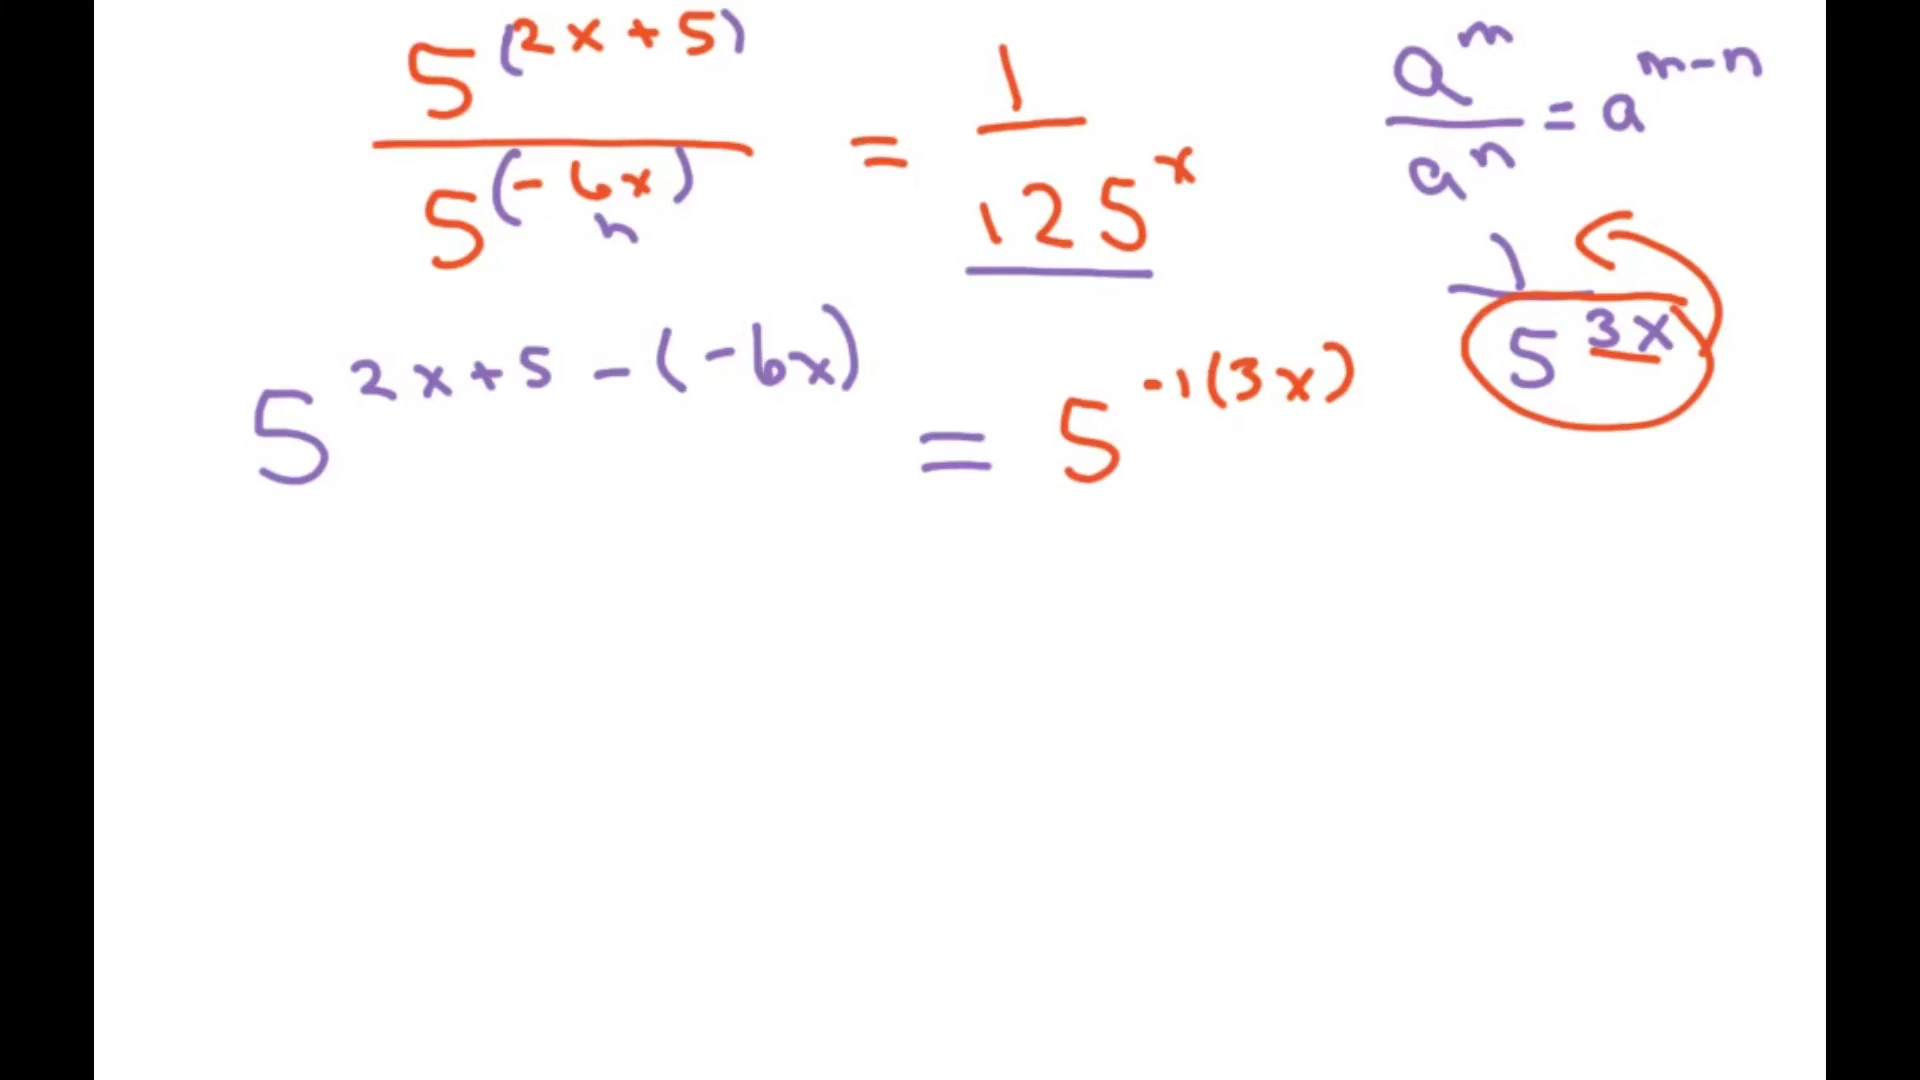 5^(2x+5) / 5^(-6x) = 1 / 125^x
n
a^m / a^n = a^m-n
1 / 5^3x
5^2x+5-(-6x) = 5^-1(3x)